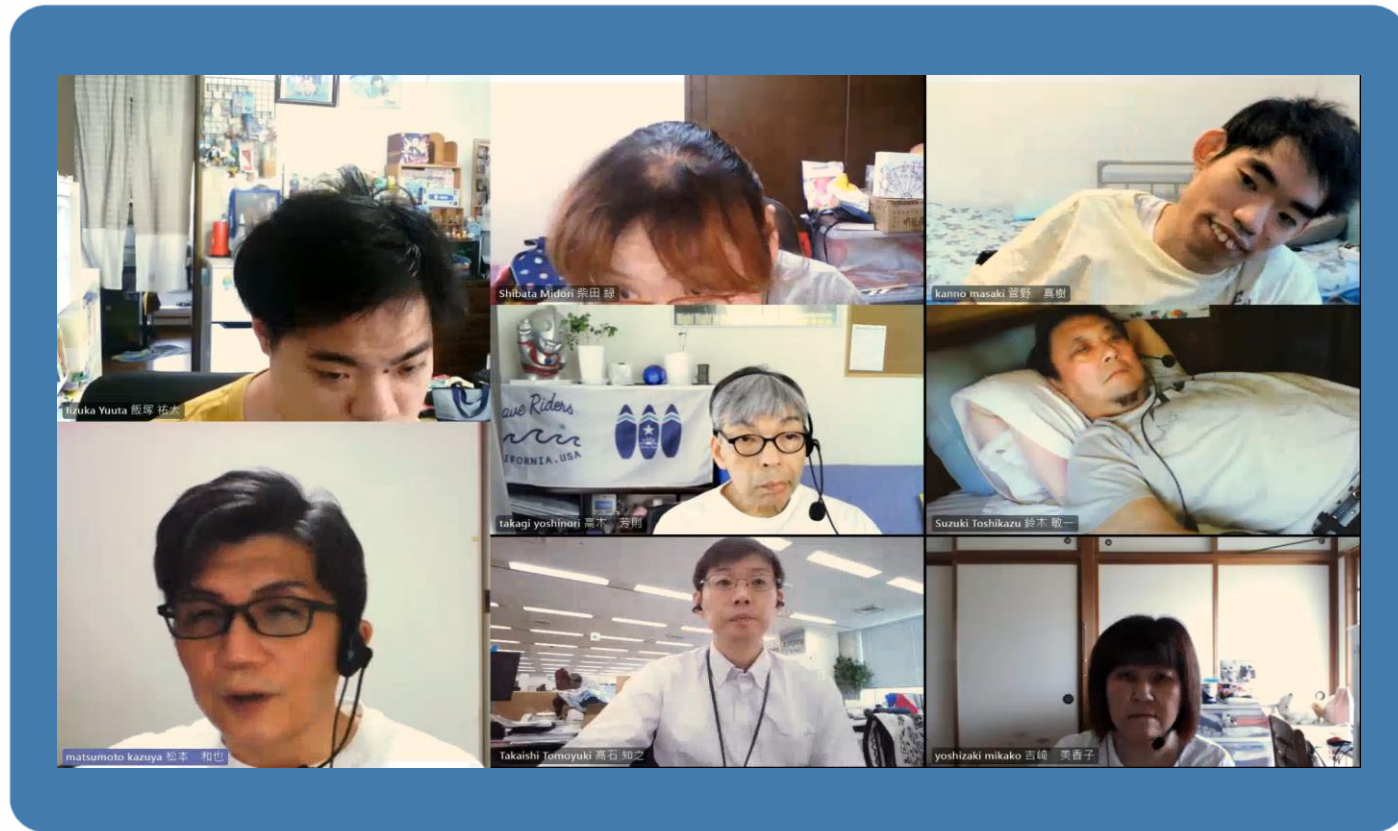 Iizuka Yuuta 飯塚 祐太
Shibata Midori 柴田 緑
kanno masaki 菅野 真樹
ave Riders
IFORNIA.USA
takagi yoshinori 高木 芳則
Suzuki Toshikazu 鈴木 敏一
matsumoto kazuya 松本 和也
Takaishi Tomoyuki 高石 知之
yoshizaki mikako 吉崎 美香子